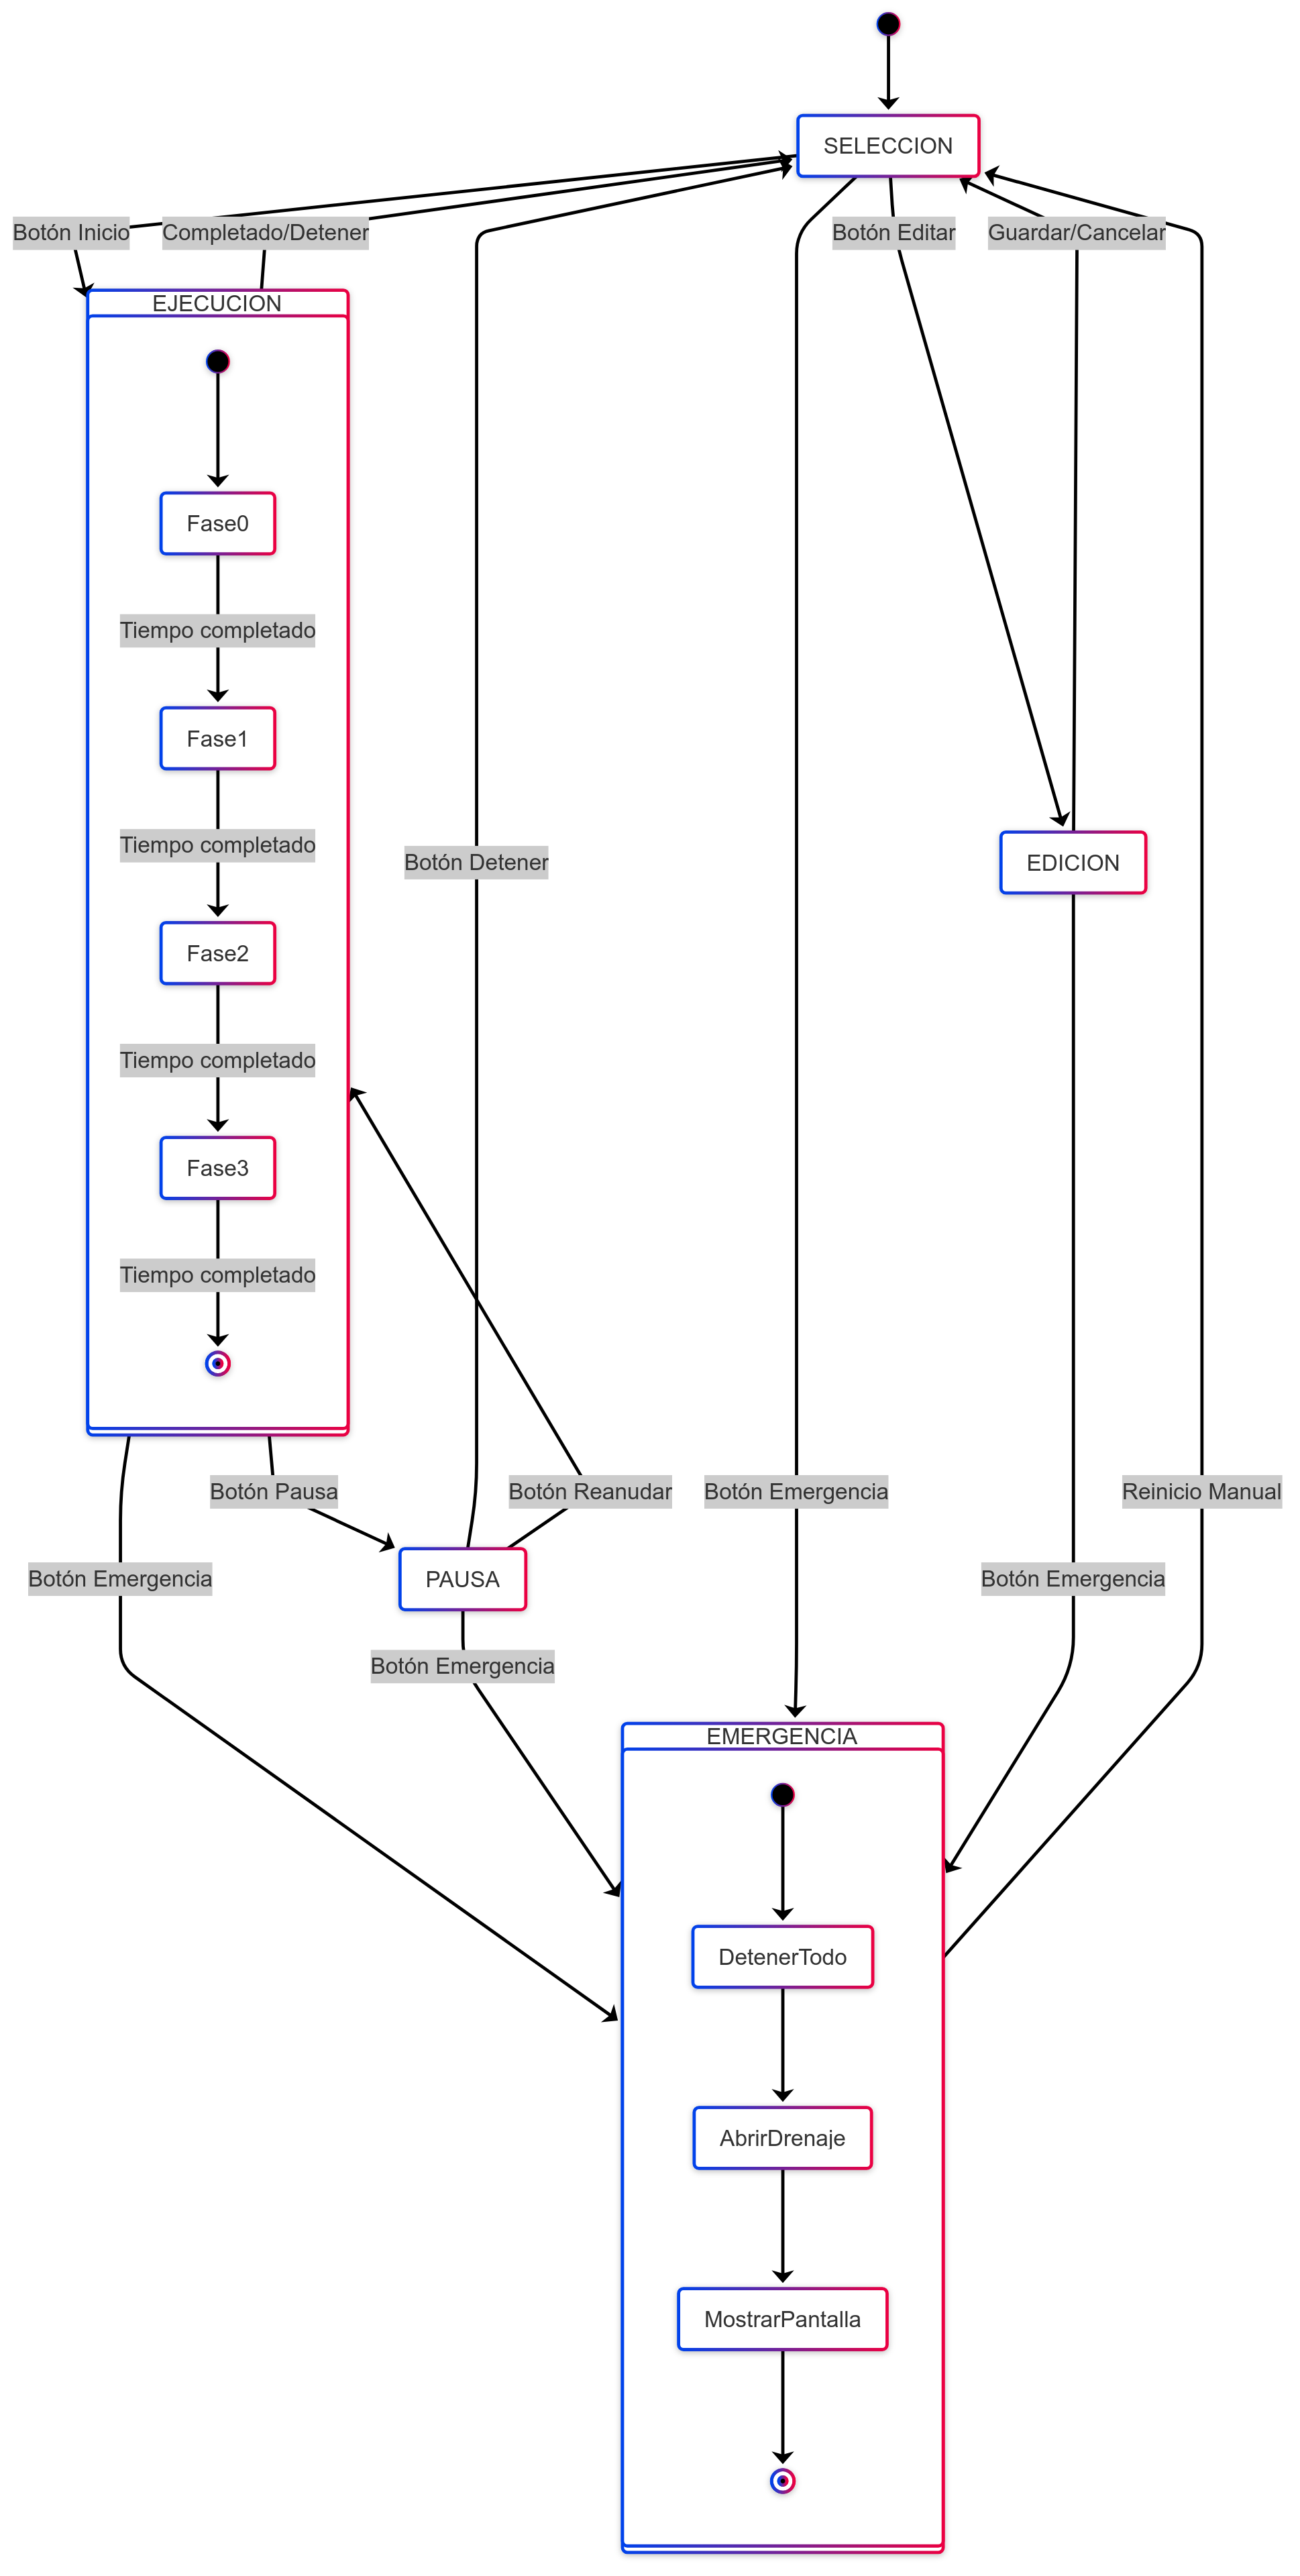 SELECCION
Botón Inicio
Completado/Detener
Botón Editar
Guardar/Cancelar
EJECUCION
Fase0
Tiempo completado
Fase1
Tiempo completado
Botón Detener
EDICION
Fase2
Tiempo completado
Fase3
Tiempo completado
Botón Pausa
Botón Reanudar
Botón Emergencia
Reinicio Manual
Botón Emergencia
PAUSA
Botón Emergencia
Botón Emergencia
EMERGENCIA
DetenerTodo
AbrirDrenaje
MostrarPantalla